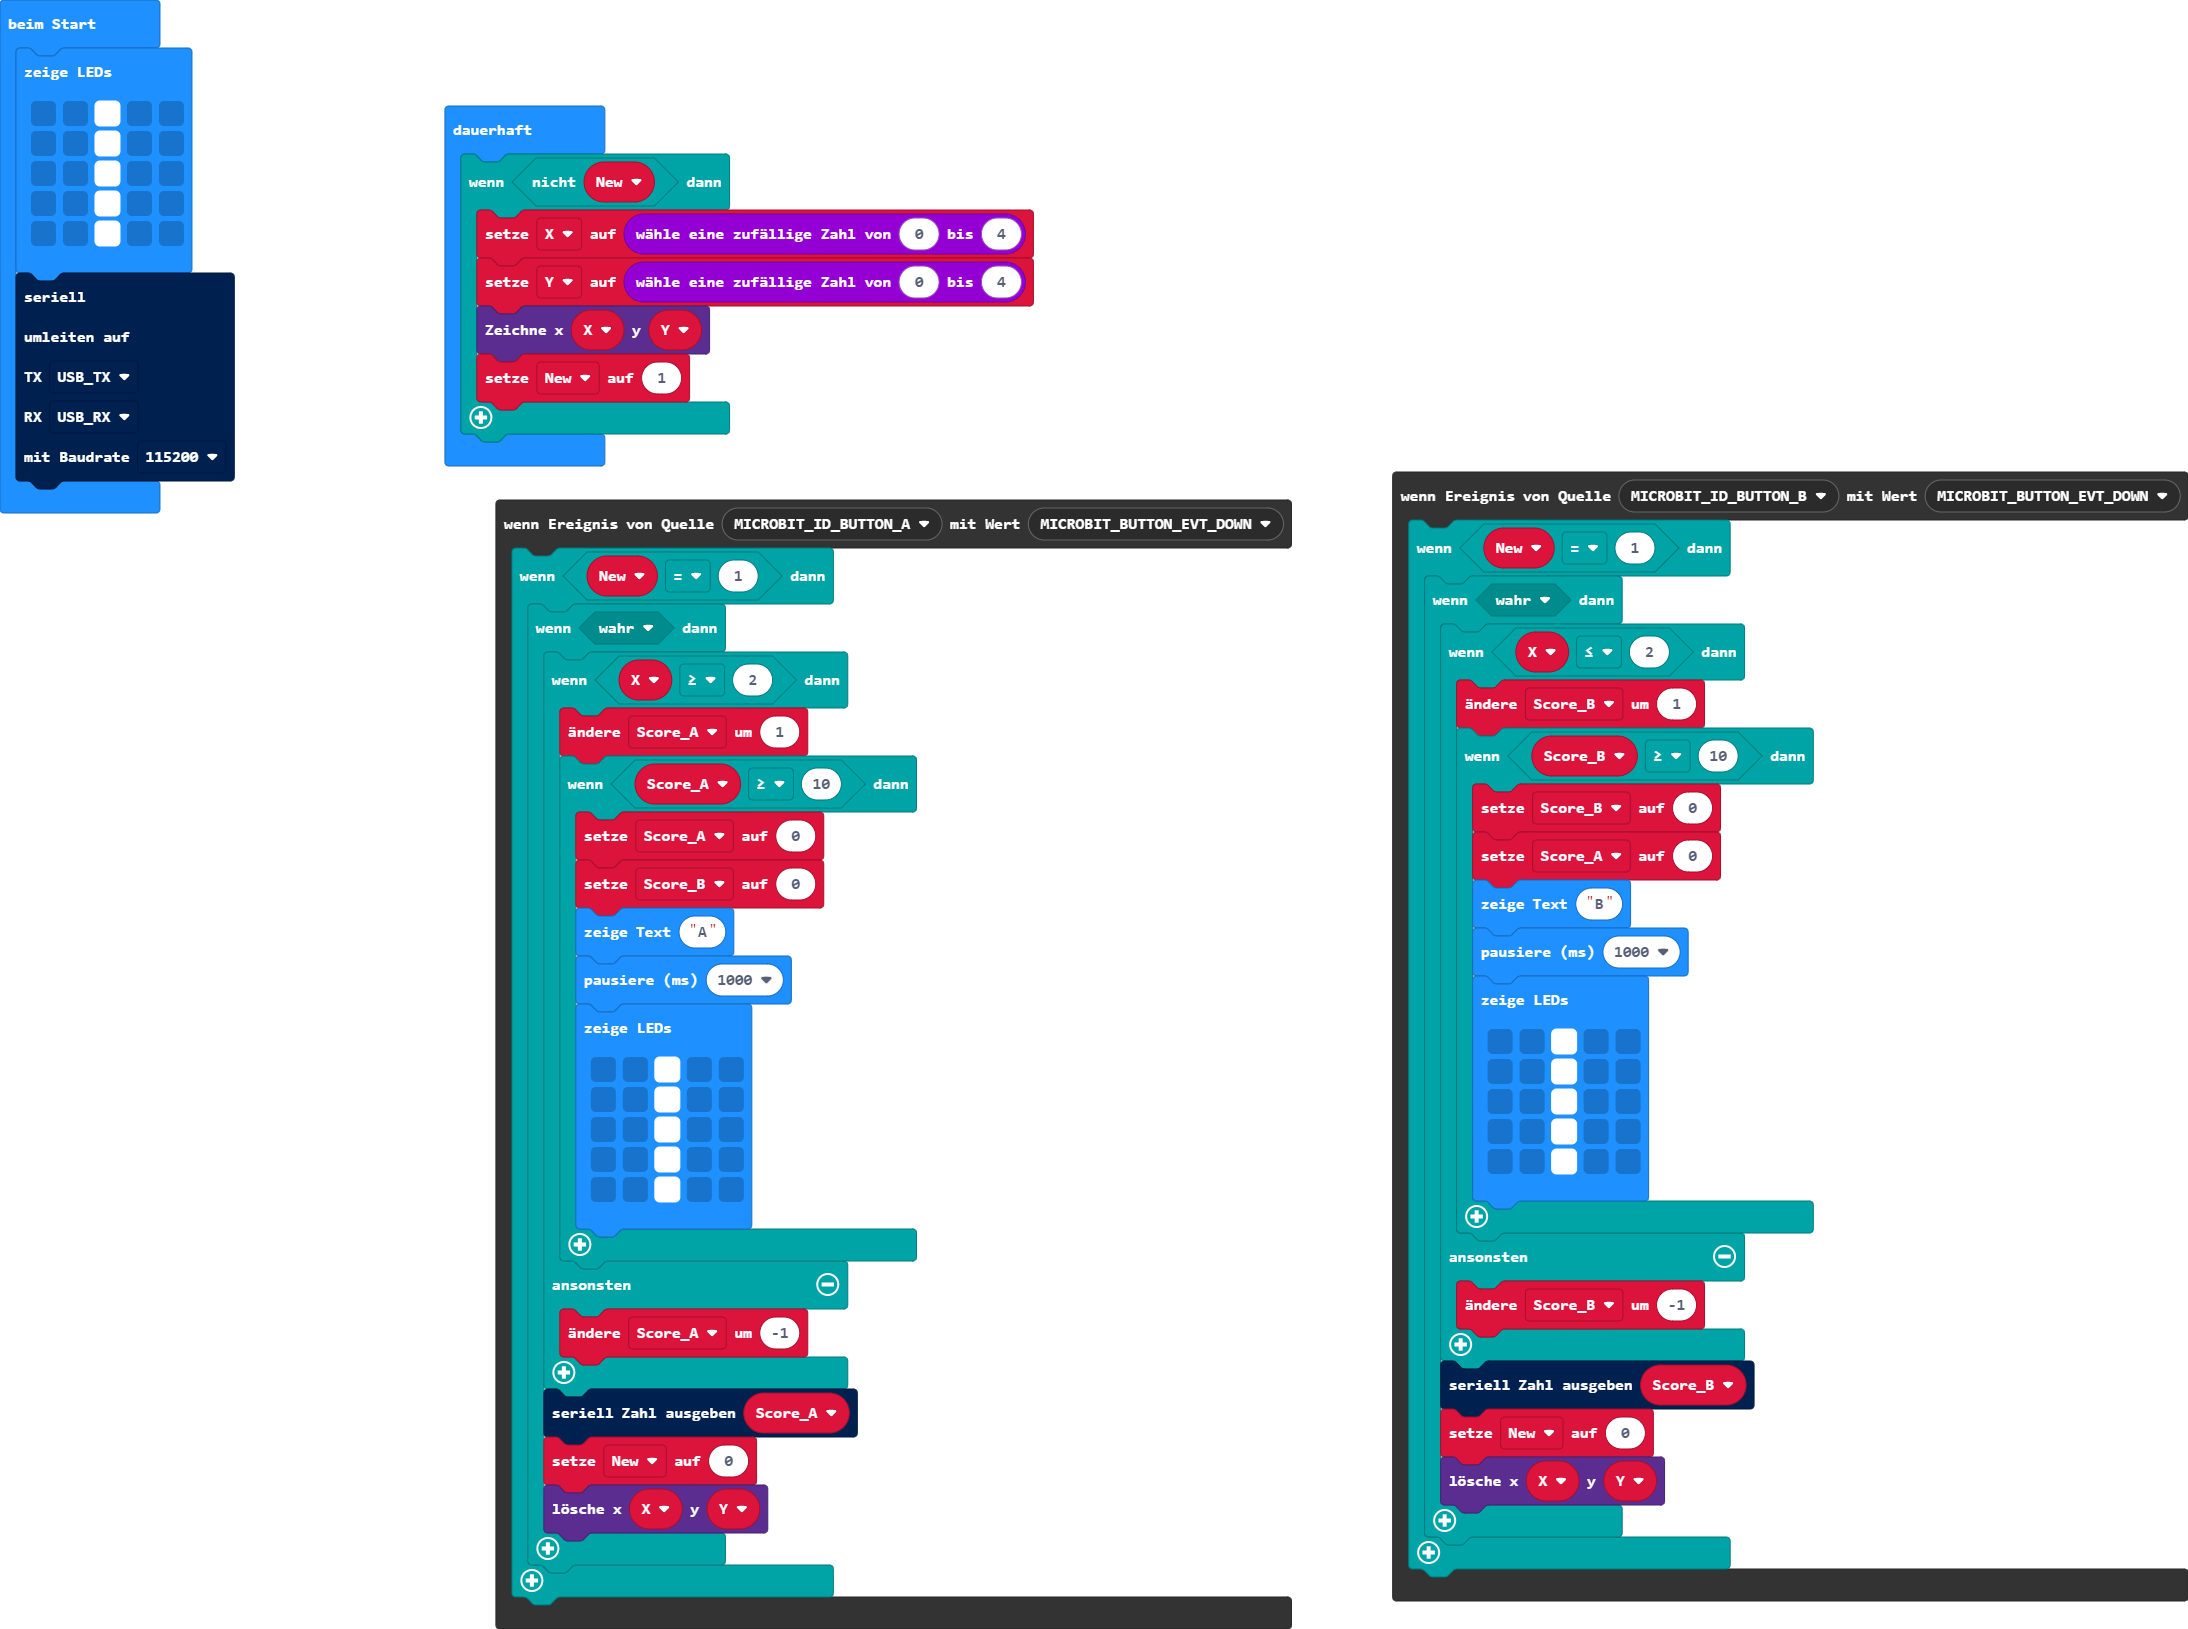 beim Start
zeige LEDs
seriell
umleiten auf
TX USB_TX
RX USB_RX
mit Baudrate 115200
dauerhaft
wenn nicht New dann
setze X auf wähle eine zufällige Zahl von 0 bis 4
setze Y auf wähle eine zufällige Zahl von 0 bis 4
Zeichne x X y Y
setze New auf 1
wenn Ereignis von Quelle MICROBIT_ID_BUTTON_A mit Wert MICROBIT_BUTTON_EVT_DOWN
wenn New = 1 dann
wenn wahr dann
wenn X ≥ 2 dann
ändere Score_A um 1
wenn Score_A ≥ 10 dann
setze Score_A auf 0
setze Score_B auf 0
zeige Text "A"
pausiere (ms) 1000
zeige LEDs
ansonsten
ändere Score_A um -1
seriell Zahl ausgeben Score_A
setze New auf 0
lösche x X y Y
wenn Ereignis von Quelle MICROBIT_ID_BUTTON_B mit Wert MICROBIT_BUTTON_EVT_DOWN
wenn New = 1 dann
wenn wahr dann
wenn X ≤ 2 dann
ändere Score_B um 1
wenn Score_B ≥ 10 dann
setze Score_B auf 0
setze Score_A auf 0
zeige Text "B"
pausiere (ms) 1000
zeige LEDs
ansonsten
ändere Score_B um -1
seriell Zahl ausgeben Score_B
setze New auf 0
lösche x X y Y